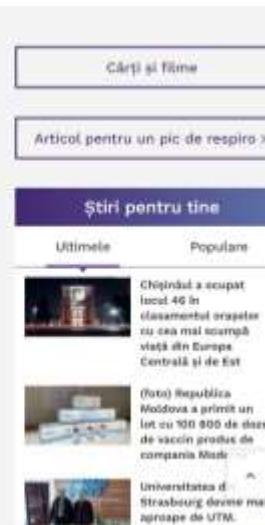 Cărți și filme
Articol pentru un pic de respiro
Știri pentru tine
Ultimele Populare
Chișinăul a ocupat
locul 46 în
clasamentul orașelor
cu cea mai scumpă
viață din Europa
Centrală și de Est
(foto) Republica
Moldova a primit un
lot cu 100 800 de doze
de vaccin produs de
compania
Universitatea d
Strasbourg devine mai
aproape de UTM.